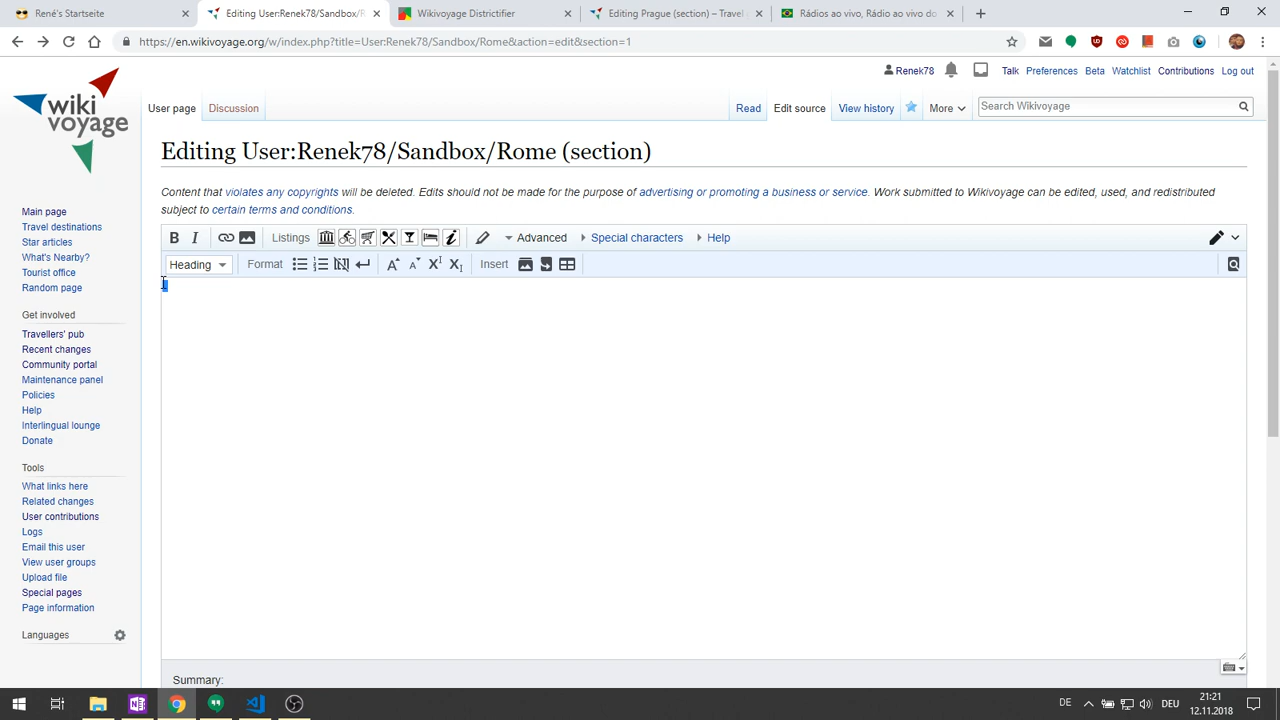 René's Startseite
Editing User:Renek78/Sandbox/R
Wikivoyage Districtifier
Editing Prague (section) – Travel
Rádios ao vivo, Rádio ao vivo do
https://en.wikivoyage.org/w/index.php?title=User:Renek78/Sandbox/Rome&action=edit&section=1
wiki
voyage
Renek78
Talk
Preferences
Beta
Watchlist
Contributions
Log out
User page
Discussion
Read
Edit source
View history
More
Search Wikivoyage
Editing User:Renek78/Sandbox/Rome (section)
Content that violates any copyrights will be deleted. Edits should not be made for the purpose of advertising or promoting a business or service. Work submitted to Wikivoyage can be edited, used, and redistributed
subject to certain terms and conditions.
B
I
Listings
Advanced
Special characters
Help
Heading
Format
Insert
Main page
Travel destinations
Star articles
What's Nearby?
Tourist office
Random page
Get involved
Travellers' pub
Recent changes
Community portal
Maintenance panel
Policies
Help
Interlingual lounge
Donate
Tools
What links here
Related changes
User contributions
Logs
Email this user
View user groups
Upload file
Special pages
Page information
Languages
Summary:
DE
DEU
21:21
12.11.2018